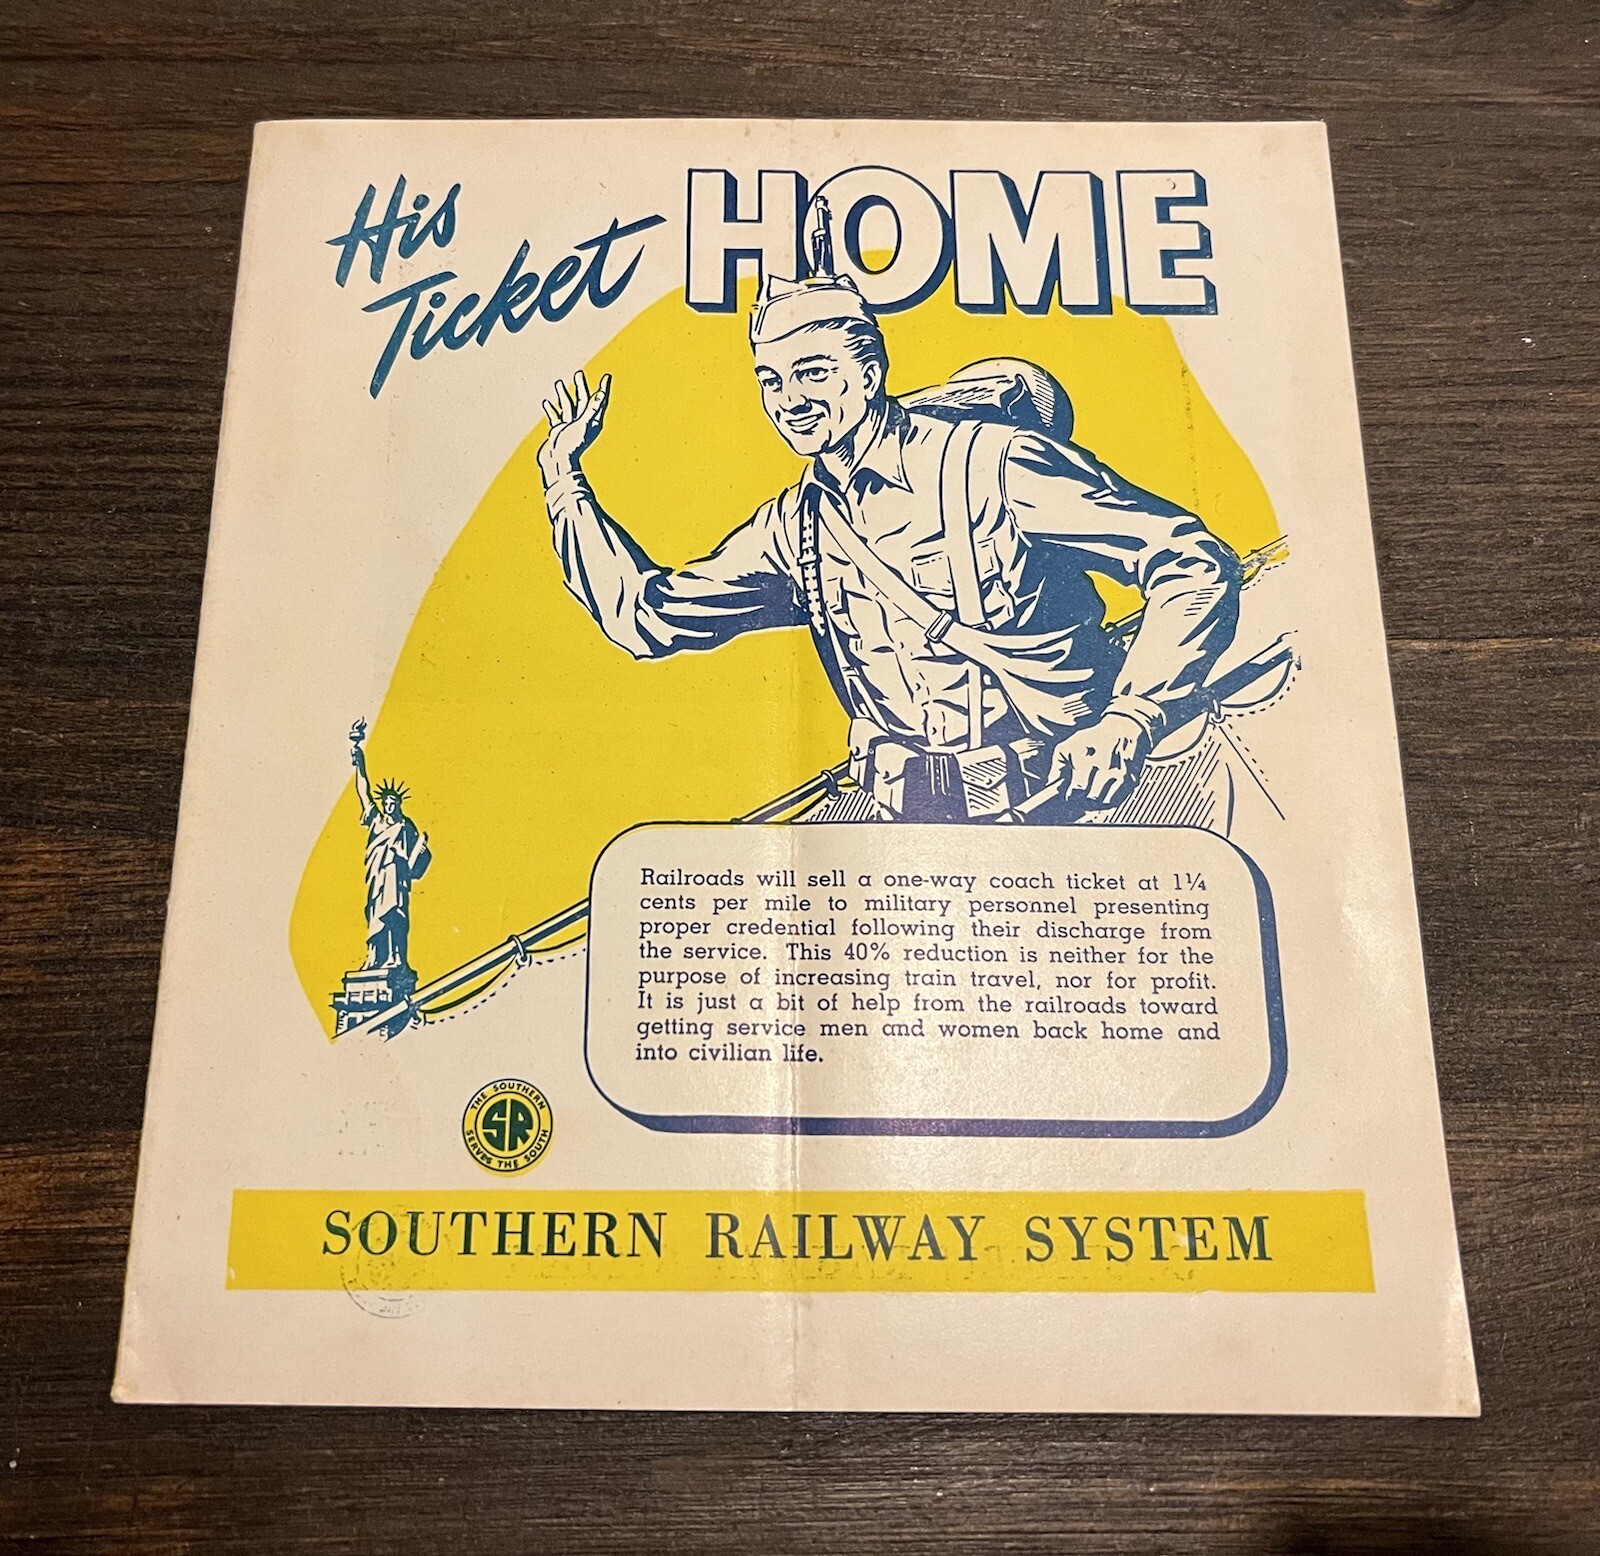 His
Ticket
HOME
Railroads will sell a one-way coach ticket at 1¼
cents per mile to military personnel presenting
proper credential following their discharge from
the service. This 40% reduction is neither for the
purpose of increasing train travel, nor for profit.
It is just a bit of help from the railroads toward
getting service men and women back home and
into civilian life.
THE SOUTHERN
SR
SERVES THE SOUTH
SOUTHERN RAILWAY SYSTEM